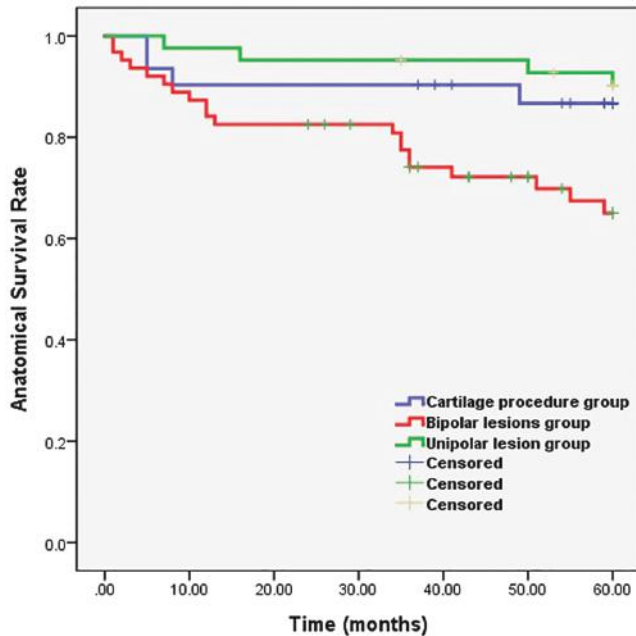 Anatomical Survival Rate
1.0
0.8
0.6
0.4
0.2
0.0
Cartilage procedure group
Bipolar lesions group
Unipolar lesion group
Censored
Censored
Censored
.00 10.00 20.00 30.00 40.00 50.00 60.00
Time (months)